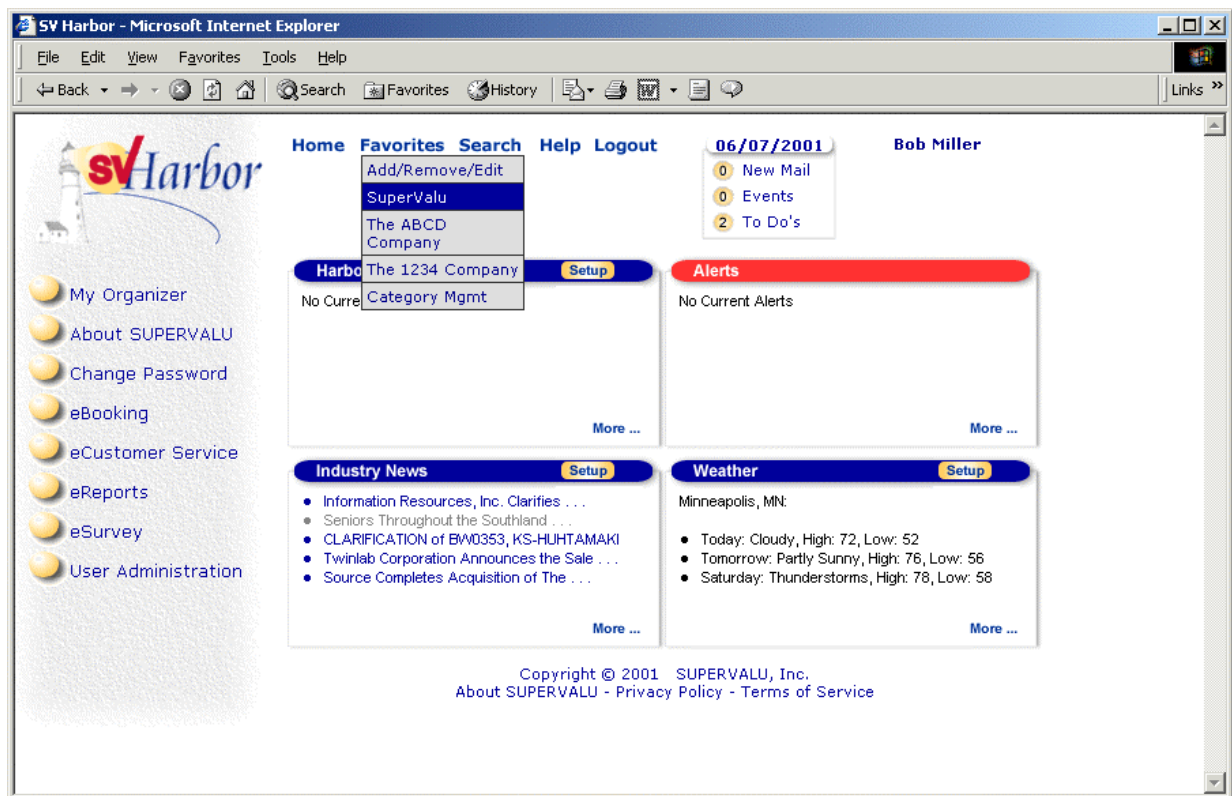 SV Harbor - Microsoft Internet Explorer
File Edit View Favorites Tools Help
Back Search Favorites History Links »
SV Harbor
Home Favorites Search Help Logout
06/07/2001
Bob Miller
Add/Remove/Edit
SuperValu
The ABCD
Company
The 1234 Company
Category Mgmt
0 New Mail
0 Events
2 To Do's
My Organizer
About SUPERVALU
Change Password
eBooking
eCustomer Service
eReports
eSurvey
User Administration
Harbo Setup
No Curre
More ...
Alerts
No Current Alerts
More ...
Industry News Setup
• Information Resources, Inc. Clarifies . . .
• Seniors Throughout the Southland . . .
• CLARIFICATION of BW0353, KS-HUHTAMAKI
• Twinlab Corporation Announces the Sale . . .
• Source Completes Acquisition of The . . .
More ...
Weather Setup
Minneapolis, MN:
• Today: Cloudy, High: 72, Low: 52
• Tomorrow: Partly Sunny, High: 76, Low: 56
• Saturday: Thunderstorms, High: 78, Low: 58
More ...
Copyright © 2001 SUPERVALU, Inc.
About SUPERVALU - Privacy Policy - Terms of Service